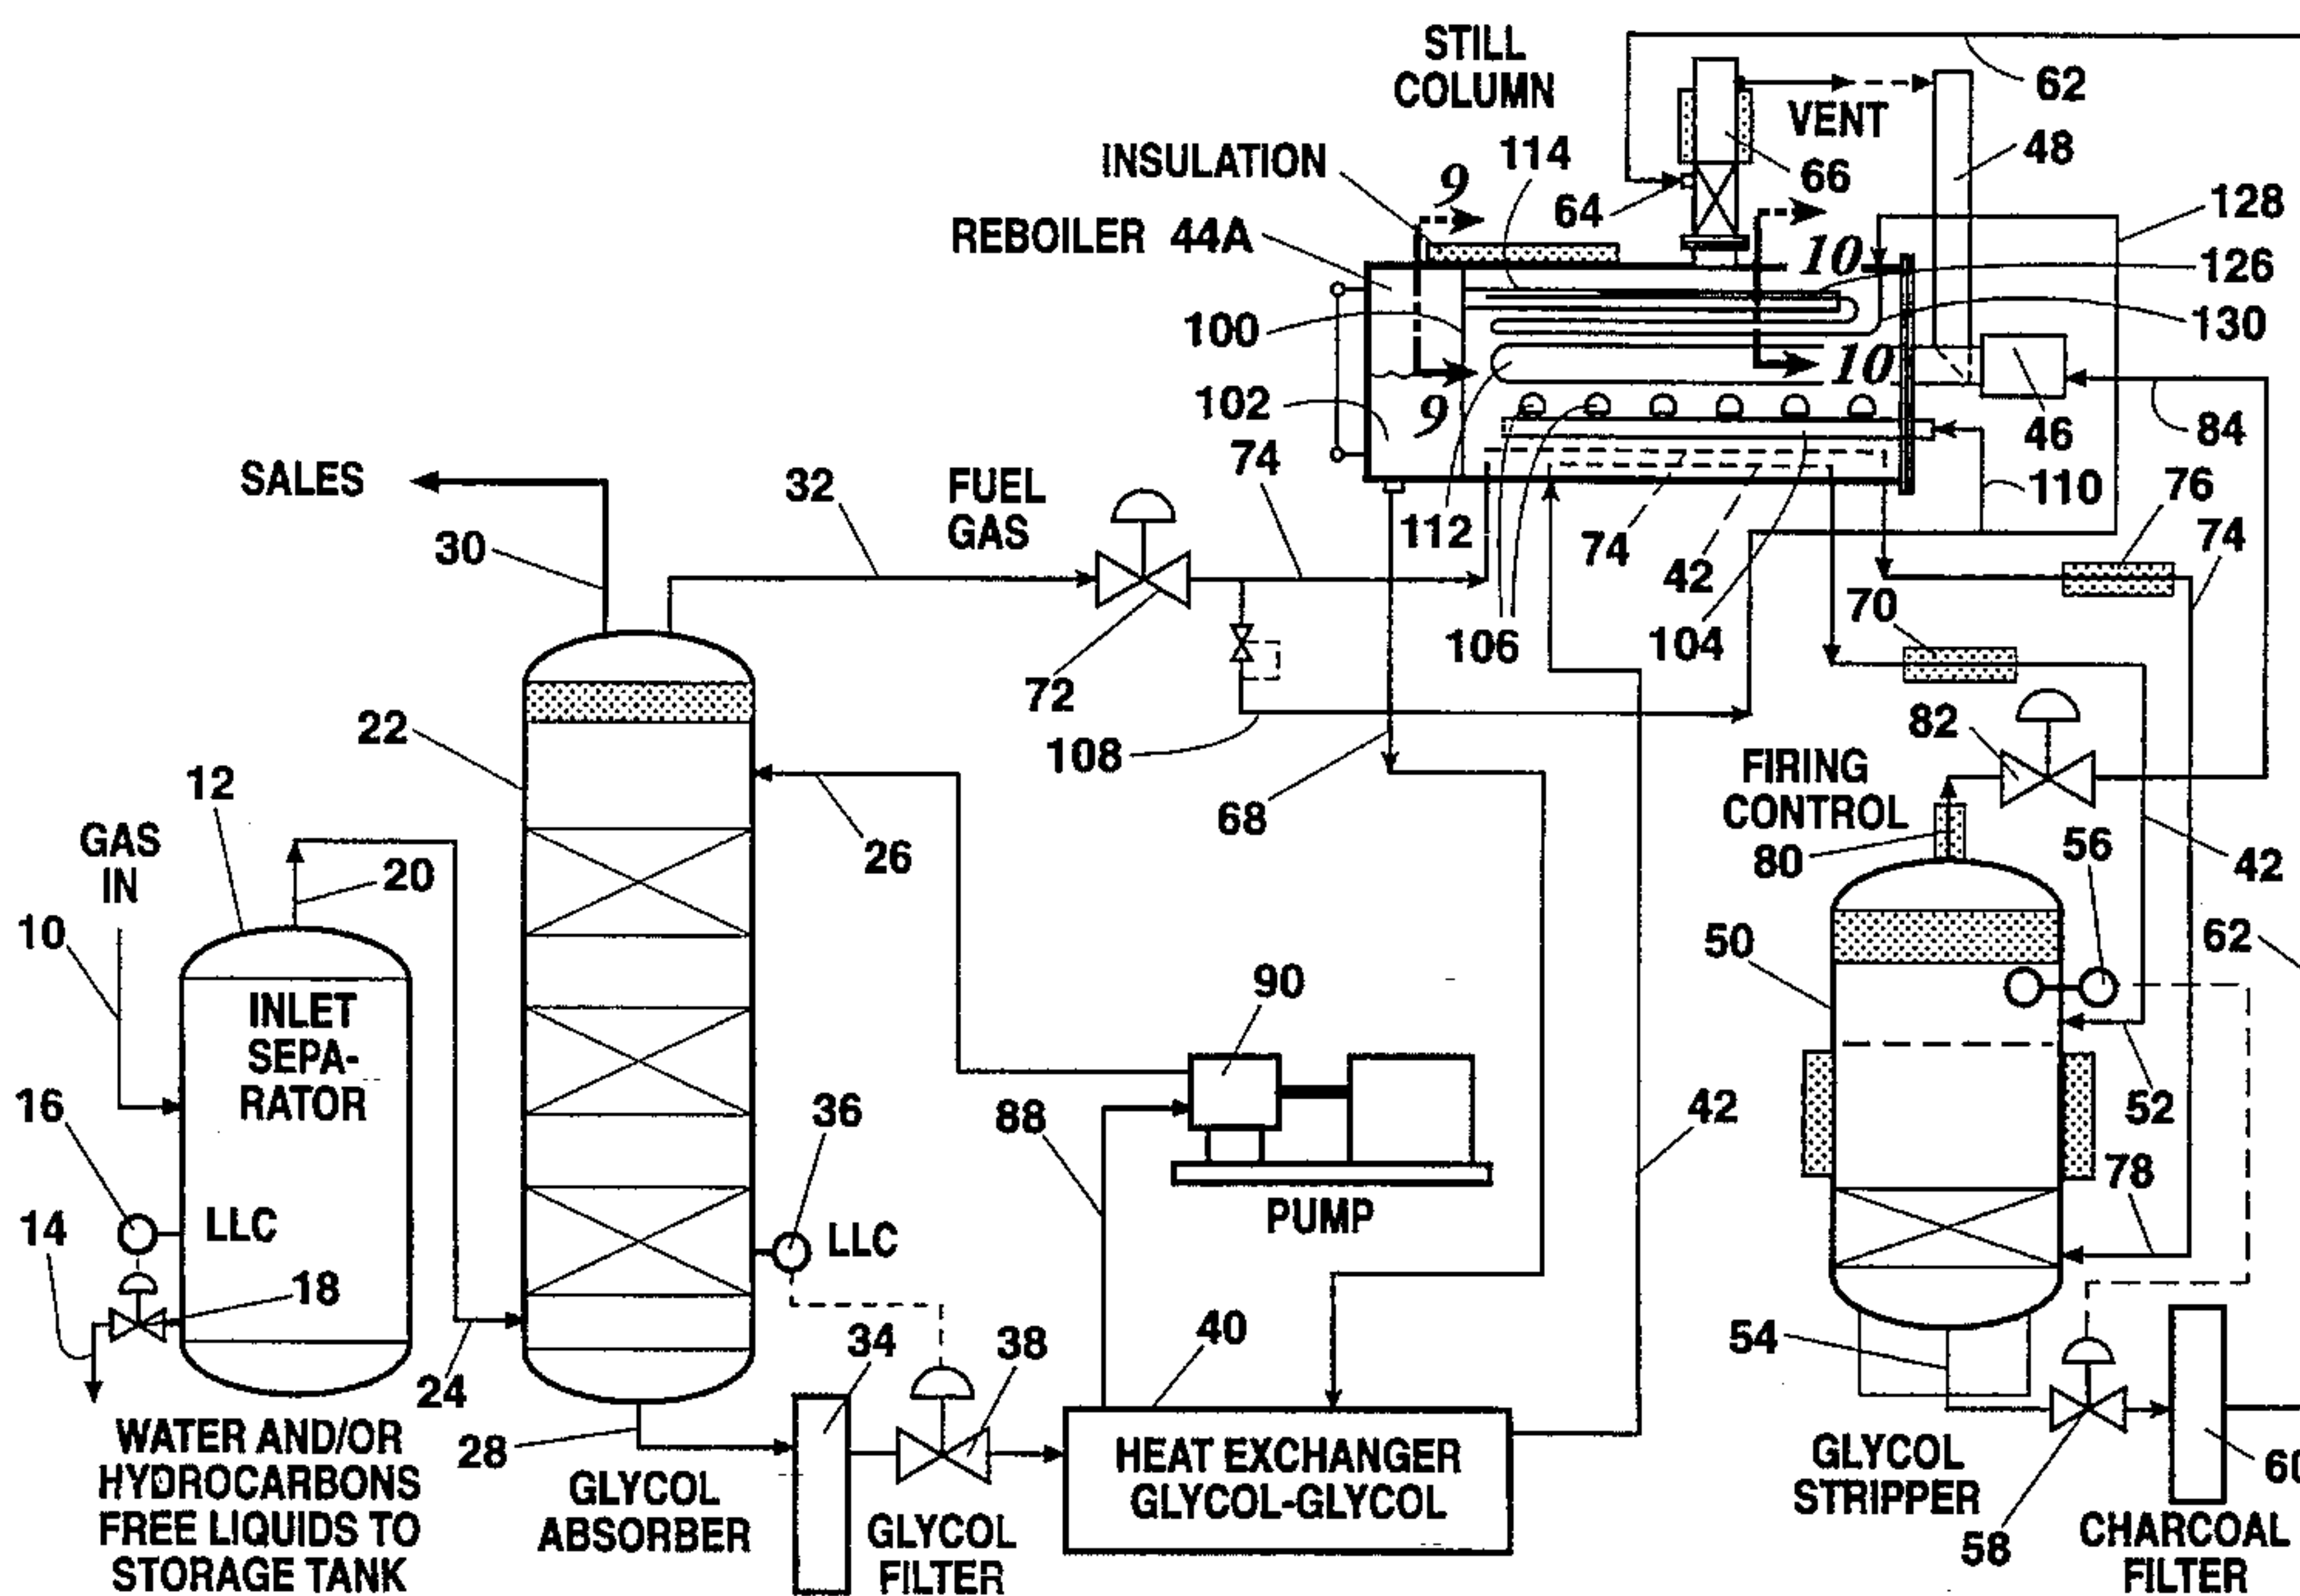 STILL
COLUMN
62
VENT
48
INSULATION
114
9
66
64
128
REBOILER 44A
10
126
100
130
10
102
9
46
84
SALES
32
FUEL
GAS
74
110
76
30
112
74
42
74
106
104
70
72
22
108
82
12
68
FIRING
CONTROL
GAS
IN
26
80
56
42
20
10
50
62
INLET
SEPA-
RATOR
90
16
36
88
42
52
PUMP
78
14
LLC
LLC
18
34
38
40
54
24
28
WATER AND/OR
HYDROCARBONS
FREE LIQUIDS TO
STORAGE TANK
GLYCOL
ABSORBER
GLYCOL
FILTER
HEAT EXCHANGER
GLYCOL-GLYCOL
GLYCOL
STRIPPER
58
60
CHARCOAL
FILTER